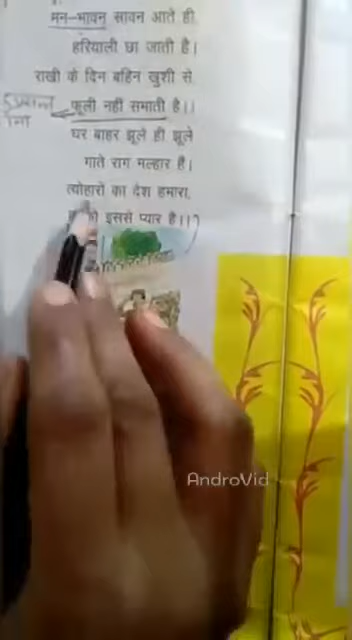 मन-भावन सावन आते ही
हरियाली छा जाती है।
राखी के दिन बहिन खुशी से
फूली नहीं समाती है।।
घर बाहर झूले ही झूले
गाते राग मल्हार हैं।
त्योहारों का देश हमारा,
इससे प्यार है।।
AndroVid